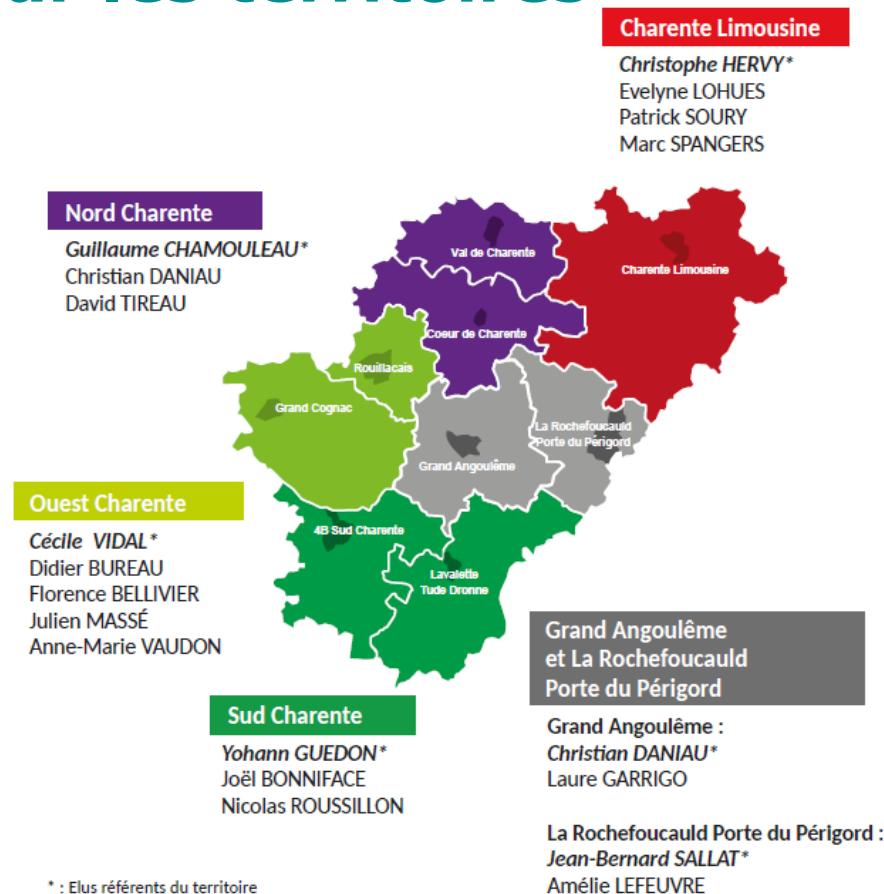 ur les territoires
Charente Limousine
Christophe HERVY*
Evelyne LOHUES
Patrick SOURY
Marc SPANGERS
Nord Charente
Guillaume CHAMOULEAU*
Christian DANIAU
David TIREAU
Val de Charente
Charente Limousine
Coeur de Charente
Rouillacais
Grand Cognac
La Rochefoucauld
Porte du Périgord
Grand Angoulême
Ouest Charente
Cécile VIDAL*
Didier BUREAU
Florence BELLIVIER
Julien MASSÉ
Anne-Marie VAUDON
4B Sud Charente
Lavalette
Tude Dronne
Grand Angoulême
et La Rochefoucauld
Porte du Périgord
Grand Angoulême :
Christian DANIAU*
Laure GARRIGO
La Rochefoucauld Porte du Périgord :
Jean-Bernard SALLAT*
Amélie LEFEUVRE
Sud Charente
Yohann GUEDON*
Joël BONNIFACE
Nicolas ROUSSILLON
* : Elus référents du territoire